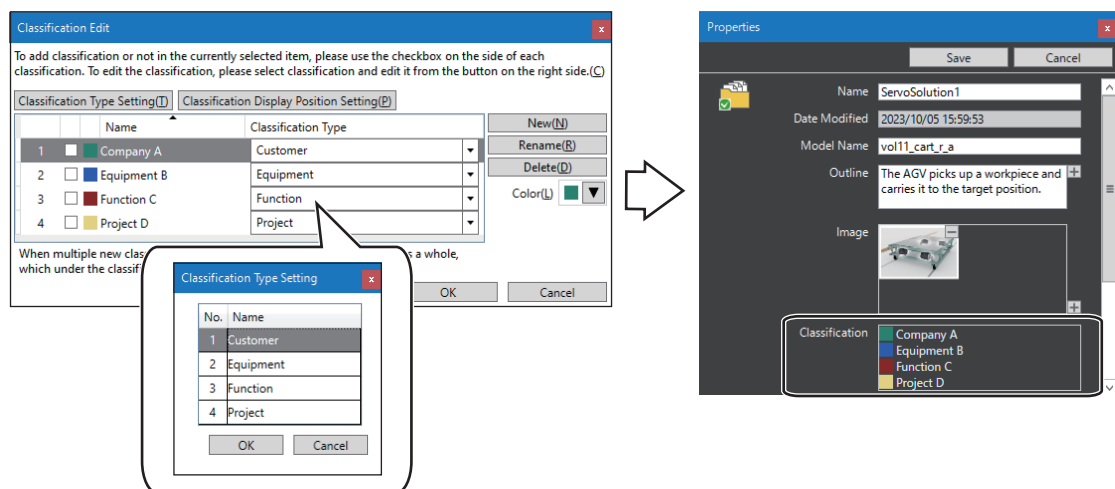 Classification Edit
x
To add classification or not in the currently selected item, please use the checkbox on the side of each
classification. To edit the classification, please select classification and edit it from the button on the right side.(C)
Classification Type Setting(T) Classification Display Position Setting(P)
Name Classification Type
1 Company A Customer
2 Equipment B Equipment
3 Function C Function
4 Project D Project
New(N)
Rename(R)
Delete(D)
Color(L)
When multiple new clas
s a whole,
which under the classifi
OK Cancel
Classification Type Setting
x
No. Name
1 Customer
2 Equipment
3 Function
4 Project
OK Cancel
Properties
x
Save Cancel
Name ServoSolution1
Date Modified 2023/10/05 15:59:53
Model Name vol11_cart_r_a
Outline The AGV picks up a workpiece and
carries it to the target position.
Image
Classification Company A
Equipment B
Function C
Project D